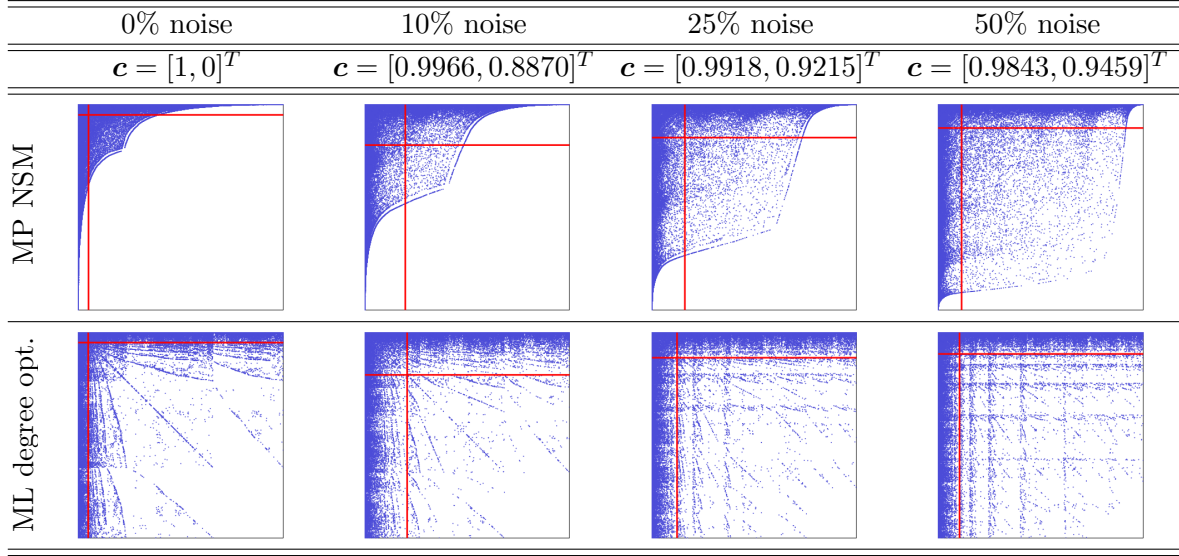 0% noise 10% noise 25% noise 50% noise
c = [1, 0]^T c = [0.9966, 0.8870]^T c = [0.9918, 0.9215]^T c = [0.9843, 0.9459]^T
MP NSM
ML degree opt.